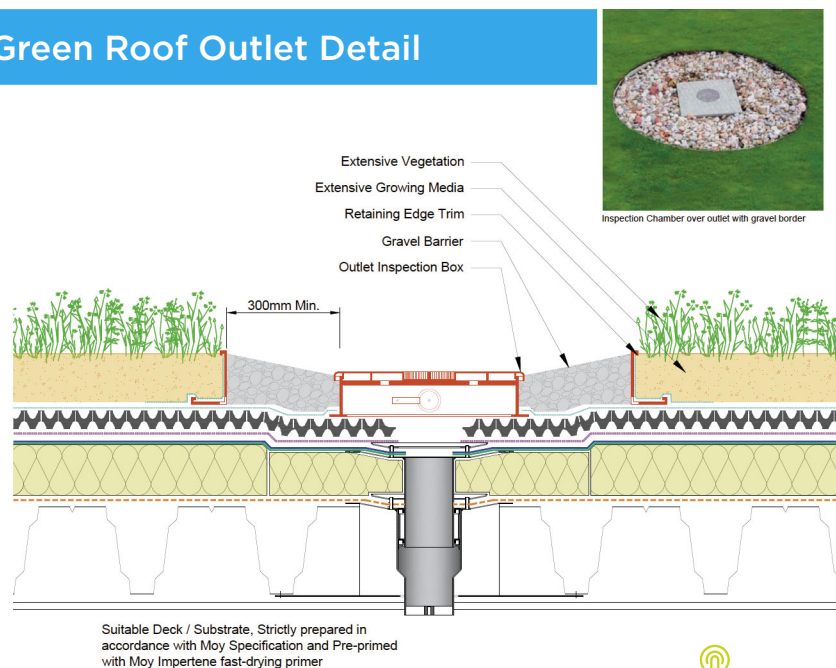 Green Roof Outlet Detail
Extensive Vegetation
Extensive Growing Media
Retaining Edge Trim
Gravel Barrier
Outlet Inspection Box
Inspection Chamber over outlet with gravel border
300mm Min.
Suitable Deck / Substrate, Strictly prepared in
accordance with Moy Specification and Pre-primed
with Moy Impertene fast-drying primer